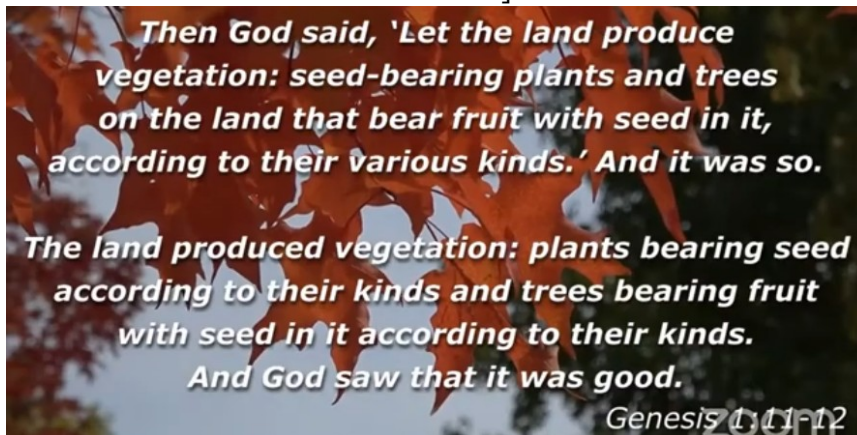 Then God said, ‘Let the land produce
vegetation: seed-bearing plants and trees
on the land that bear fruit with seed in it,
according to their various kinds.’ And it was so.
The land produced vegetation: plants bearing seed
according to their kinds and trees bearing fruit
with seed in it according to their kinds.
And God saw that it was good.
Genesis 1:11-12
zoom